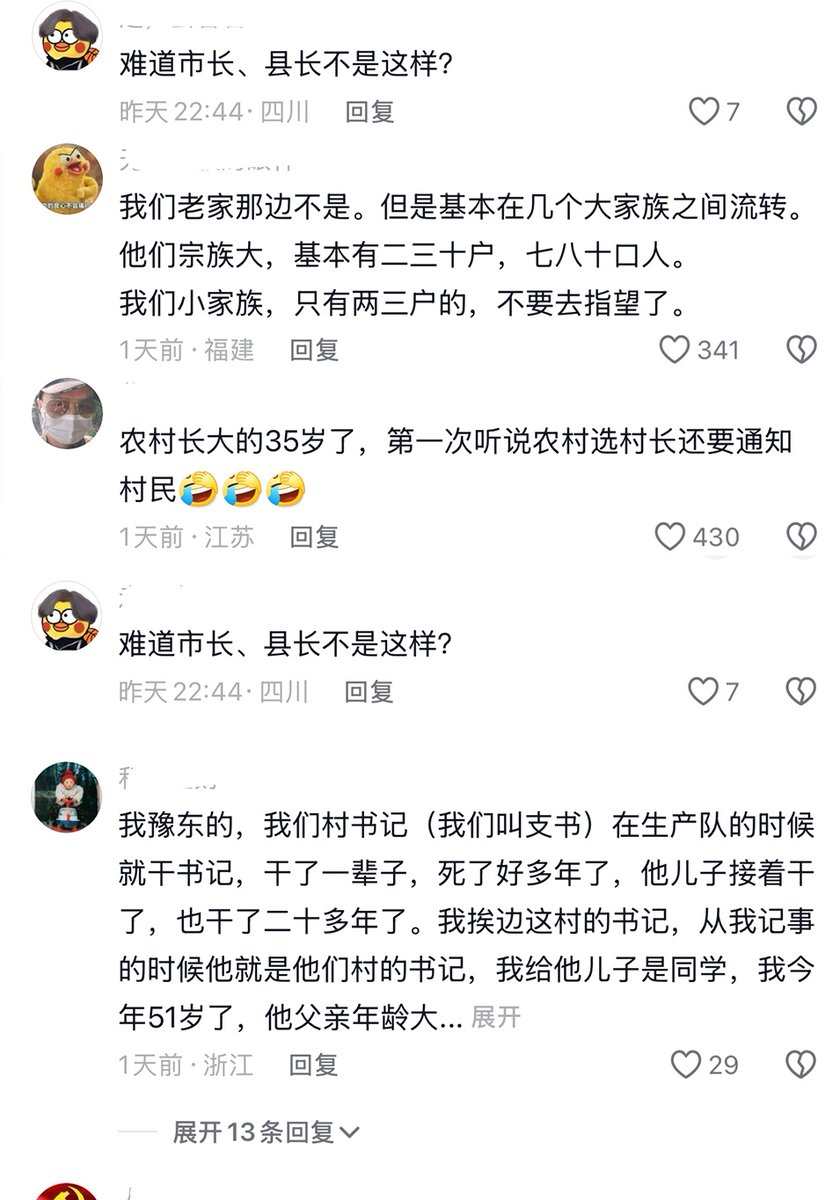 难道市长、县长不是这样?
昨天 22:44 · 四川 回复 7
我们老家那边不是。但是基本在几个大家族之间流转。
他们宗族大，基本有二三十户，七八十口人。
我们小家族，只有两三户的，不要去指望了。
1天前 · 福建 回复 341
农村长大的35岁了，第一次听说农村选村长还要通知
村民🤣🤣🤣
1天前 · 江苏 回复 430
难道市长、县长不是这样?
昨天 22:44 · 四川 回复 7
我豫东的，我们村书记（我们叫支书）在生产队的时候
就干书记，干了一辈子，死了好多年了，他儿子接着干
了，也干了二十多年了。我挨边这村的书记，从我记事
的时候他就是他们村的书记，我给他儿子是同学，我今
年51岁了，他父亲年龄大... 展开
1天前 · 浙江 回复 29
展开 13 条回复